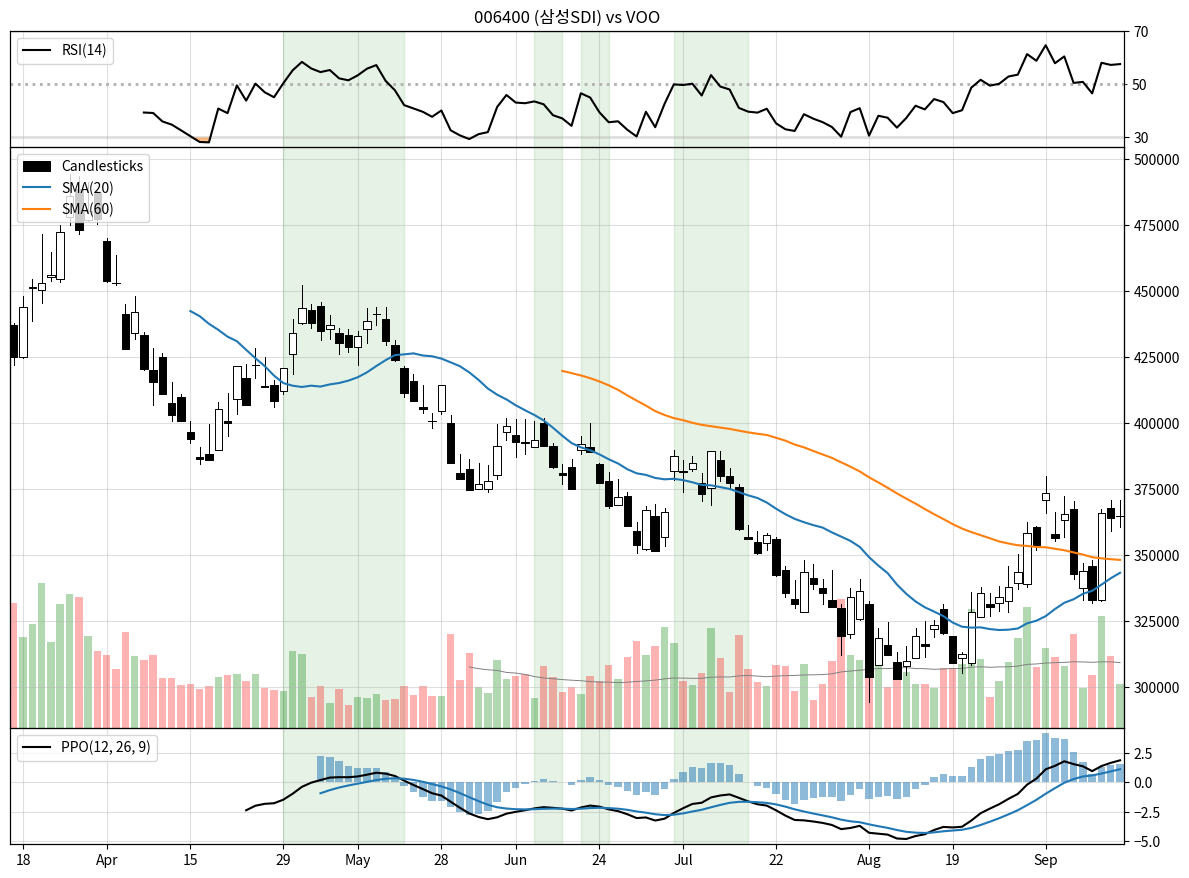 006400 (삼성SDI) vs VOO
RSI(14)
70
50
30
Candlesticks
SMA(20)
SMA(60)
500000
475000
450000
425000
400000
375000
350000
325000
300000
PPO(12, 26, 9)
2.5
0.0
−2.5
−5.0
18 Apr 15 29 May 28 Jun 24 Jul 22 Aug 19 Sep